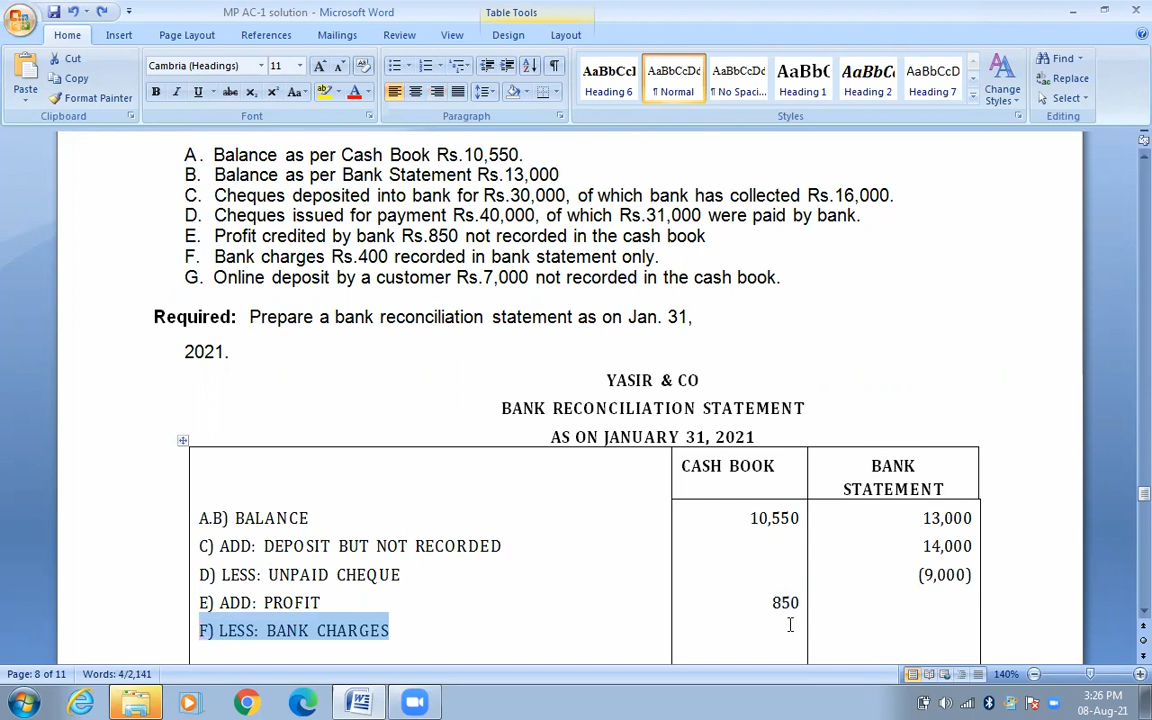 MP AC-1 solution - Microsoft Word
Table Tools
Home Insert Page Layout References Mailings Review View Design Layout
Paste
Cut
Copy
Format Painter
Clipboard
Cambria (Headings) 11
Font
Paragraph
AaBbCcI AaBbCcDd AaBbCcDd AaBbC AaBbC AaBbCcD
Heading 6 ¶ Normal ¶ No Spaci... Heading 1 Heading 2 Heading 7
Change Styles
Styles
Find
Replace
Select
Editing
A. Balance as per Cash Book Rs.10,550.
B. Balance as per Bank Statement Rs.13,000
C. Cheques deposited into bank for Rs.30,000, of which bank has collected Rs.16,000.
D. Cheques issued for payment Rs.40,000, of which Rs.31,000 were paid by bank.
E. Profit credited by bank Rs.850 not recorded in the cash book
F. Bank charges Rs.400 recorded in bank statement only.
G. Online deposit by a customer Rs.7,000 not recorded in the cash book.
Required: Prepare a bank reconciliation statement as on Jan. 31,
2021.
YASIR & CO
BANK RECONCILIATION STATEMENT
AS ON JANUARY 31, 2021
CASH BOOK BANK
STATEMENT
A.B) BALANCE 10,550 13,000
C) ADD: DEPOSIT BUT NOT RECORDED 14,000
D) LESS: UNPAID CHEQUE (9,000)
E) ADD: PROFIT 850
F) LESS: BANK CHARGES
Page: 8 of 11 Words: 4/2,141 140%
3:26 PM
08-Aug-21